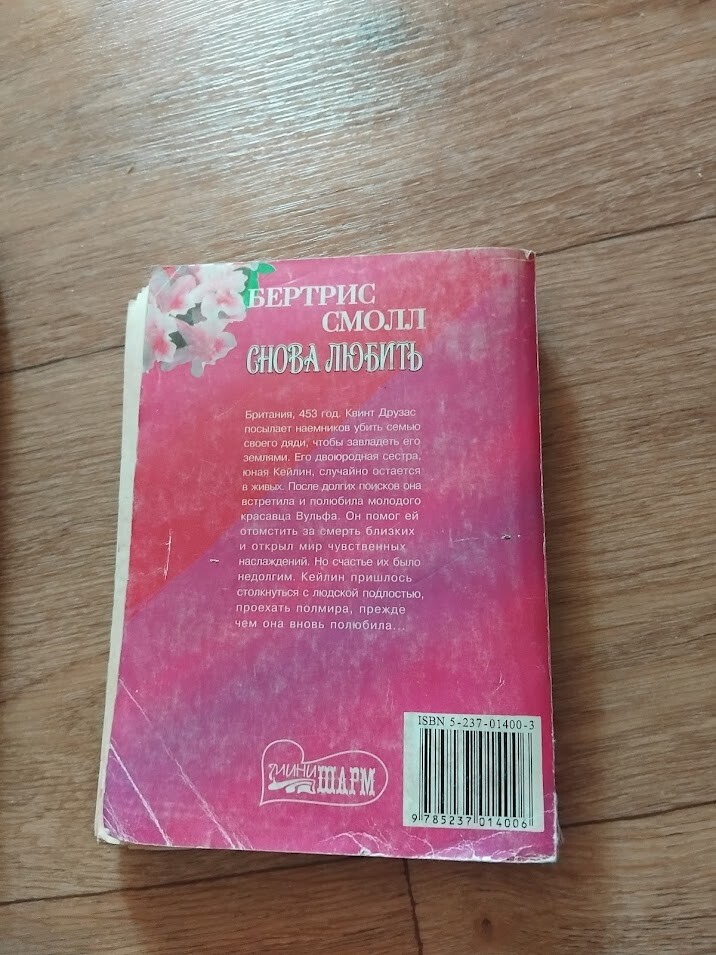 БЕРТРИС
СМОЛЛ
СНОВА ЛЮБИТЬ
Британия, 453 год. Квинт Друзас
посылает наемников убить семью
своего дяди, чтобы завладеть его
землями. Его двоюродная сестра,
юная Кейлин, случайно остается
в живых. После долгих поисков она
встретила и полюбила молодого
красавца Вульфа. Он помог ей
отомстить за смерть близких
и открыл мир чувственных
наслаждений. Но счастье их было
недолгим. Кейлин пришлось
столкнуться с людской подлостью,
проехать полмира, прежде
чем она вновь полюбила...
ISBN 5-237-01400-3
МИНИ
ШАРМ
9 785237 014006